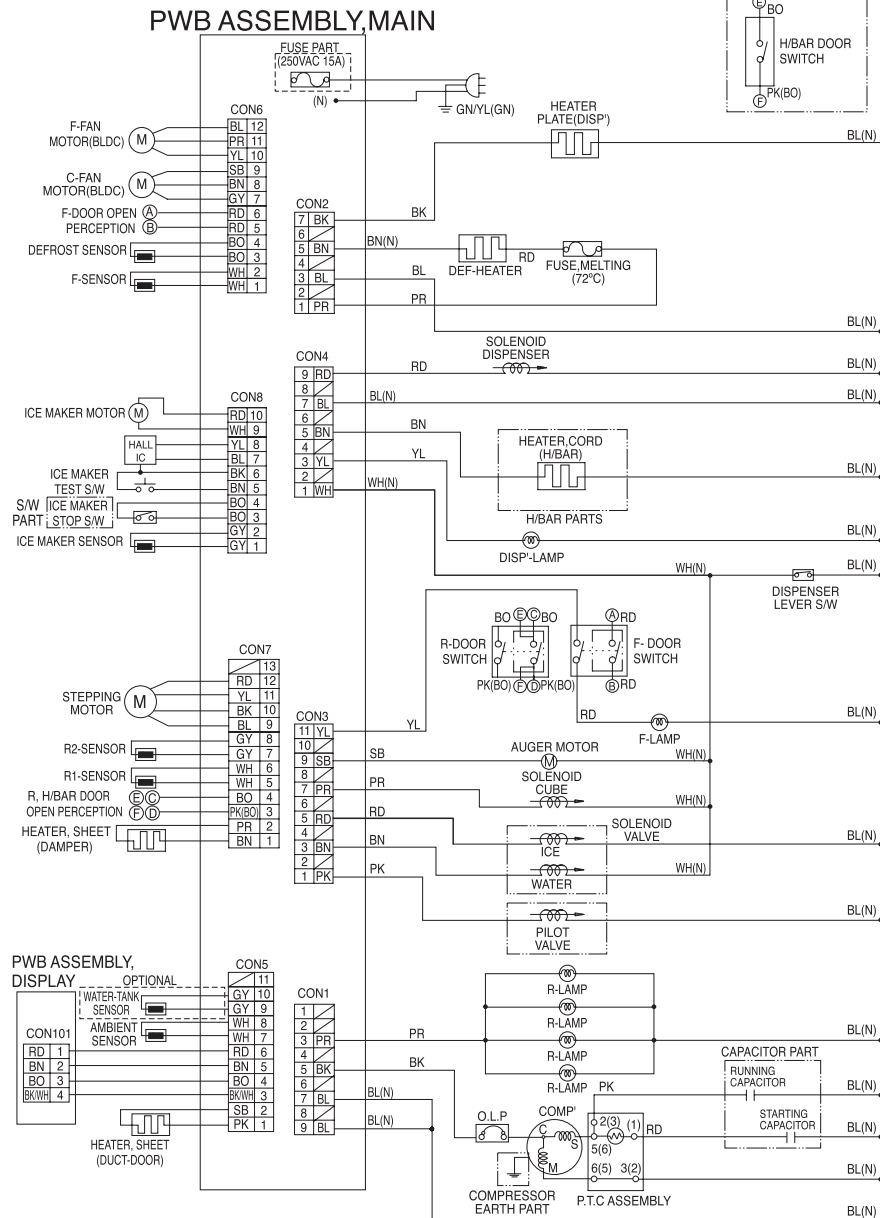 PWB ASSEMBLY,MAIN
FUSE PART
(250VAC 15A)
(N)
GN/YL(GN)
E BO
H/BAR DOOR
SWITCH
F PK(BO)
HEATER
PLATE(DISP')
BL(N)
CON6
F-FAN
MOTOR(BLDC)
M
BL 12
PR 11
YL 10
C-FAN
MOTOR(BLDC)
M
SB 9
BN 8
GY 7
F-DOOR OPEN A
PERCEPTION B
RD 6
RD 5
DEFROST SENSOR
BO 4
BO 3
F-SENSOR
WH 2
WH 1
CON2
7 BK
6
5 BN
4
3 BL
2
1 PR
BK
BN(N)
DEF-HEATER
RD
FUSE,MELTING
(72ºC)
BL
PR
BL(N)
SOLENOID
DISPENSER
CON4
9 RD
8
7 BL
6
5 BN
4
3 YL
2
1 WH
RD
BL(N)
BL(N)
BL(N)
BN
HEATER,CORD
(H/BAR)
H/BAR PARTS
BL(N)
YL
DISP'-LAMP
BL(N)
WH(N)
WH(N)
DISPENSER
LEVER S/W
BL(N)
CON8
ICE MAKER MOTOR
M
RD 10
WH 9
HALL
IC
YL 8
BL 7
ICE MAKER
TEST S/W
BK 6
BN 5
S/W
PART
ICE MAKER
STOP S/W
BO 4
BO 3
ICE MAKER SENSOR
GY 2
GY 1
BO E C BO
R-DOOR
SWITCH
PK(BO) F D PK(BO)
A RD
F- DOOR
SWITCH
B RD
RD
F-LAMP
BL(N)
CON7
13
RD 12
YL 11
BK 10
BL 9
STEPPING
MOTOR
M
R2-SENSOR
GY 8
GY 7
R1-SENSOR
WH 6
WH 5
R, H/BAR DOOR E C
OPEN PERCEPTION F D
BO 4
PK(BO) 3
HEATER, SHEET
(DAMPER)
PR 2
BN 1
CON3
11 YL
10
9 SB
8
7 PR
6
5 RD
4
3 BN
2
1 PK
YL
SB
AUGER MOTOR
M
WH(N)
PR
SOLENOID
CUBE
WH(N)
RD
SOLENOID
VALVE
ICE
BL(N)
BN
WATER
WH(N)
PK
PILOT
VALVE
BL(N)
PWB ASSEMBLY,
DISPLAY
OPTIONAL
WATER-TANK
SENSOR
AMBIENT
SENSOR
CON5
11
GY 10
GY 9
WH 8
WH 7
RD 6
BN 5
BO 4
BK/WH 3
SB 2
PK 1
CON101
RD 1
BN 2
BO 3
BK/WH 4
HEATER, SHEET
(DUCT-DOOR)
CON1
1
2
3 PR
4
5 BK
6
7 BL
8
9 BL
PR
R-LAMP
R-LAMP
R-LAMP
R-LAMP
BL(N)
BK
BL(N)
BL(N)
O.L.P
COMP'
C
S
M
COMPRESSOR
EARTH PART
PK
2(3)
(1)
RD
5(6)
6(5)
3(2)
P.T.C ASSEMBLY
CAPACITOR PART
RUNNING
CAPACITOR
BL(N)
STARTING
CAPACITOR
BL(N)
BL(N)
BL(N)